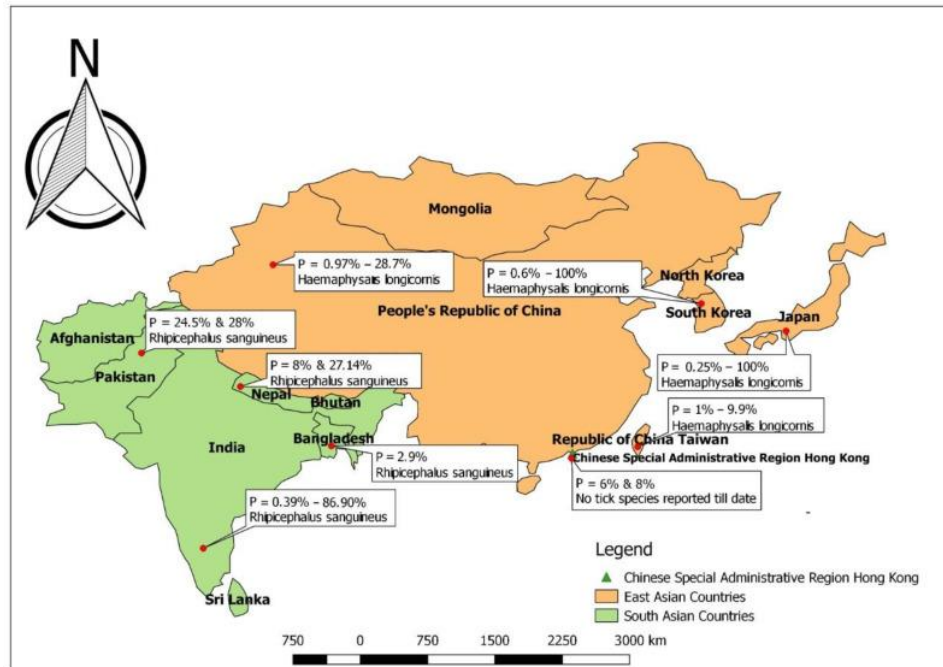 N
Mongolia
P = 0.97% – 28.7%
Haemaphysalis longicornis
P = 0.6% – 100%
Haemaphysalis longicornis
North Korea
South Korea
Japan
People's Republic of China
P = 24.5% & 28%
Rhipicephalus sanguineus
Afghanistan
Pakistan
P = 8% & 27.14%
Rhipicephalus sanguineus
Nepal
Bhutan
P = 0.25% – 100%
Haemaphysalis longicornis
P = 1% – 9.9%
Haemaphysalis longicornis
India
Bangladesh
Republic of China Taiwan
Chinese Special Administrative Region Hong Kong
P = 2.9%
Rhipicephalus sanguineus
P = 6% & 8%
No tick species reported till date
P = 0.39% – 86.90%
Rhipicephalus sanguineus
Sri Lanka
Legend
Chinese Special Administrative Region Hong Kong
East Asian Countries
South Asian Countries
750 0 750 1500 2250 3000 km